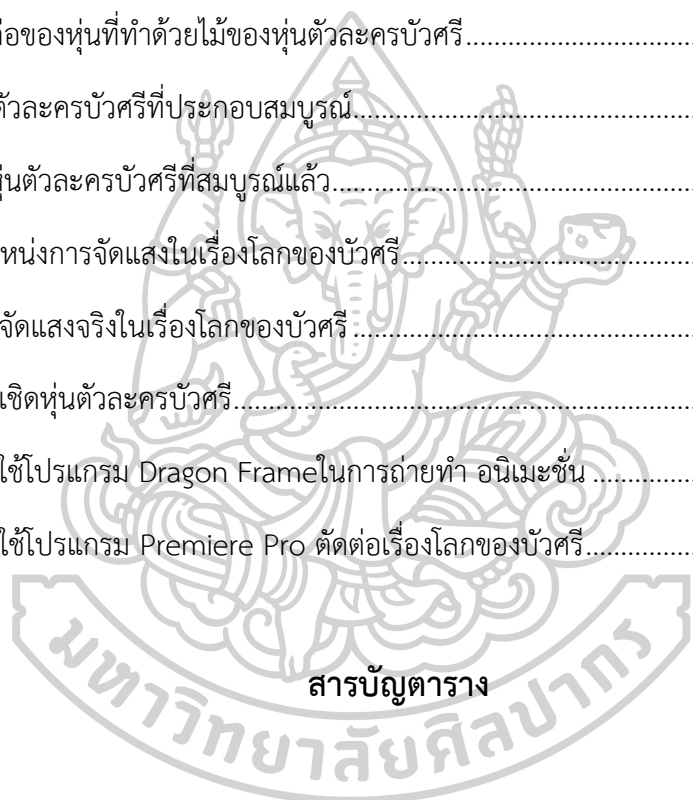 ของหุ่นที่ทำด้วยไม้ของหุ่นตัวละครบัวศรี................................
ตัวละครบัวศรีที่ประกอบสมบูรณ์................................................
หุ่นตัวละครบัวศรีที่สมบูรณ์แล้ว...................................................
การจัดแสงในเรื่องโลกของบัวศรี.........................................
จัดแสงจริงในเรื่องโลกของบัวศรี................................................
เชิดหุ่นตัวละครบัวศรี................................................................
ใช้โปรแกรม Dragon Frameในการถ่ายทำ อนิเมะชั่น ...............
ใช้โปรแกรม Premiere Pro ตัดต่อเรื่องโลกของบัวศรี................
สารบัญตาราง
มหาวิทยาลัยศิลปากร